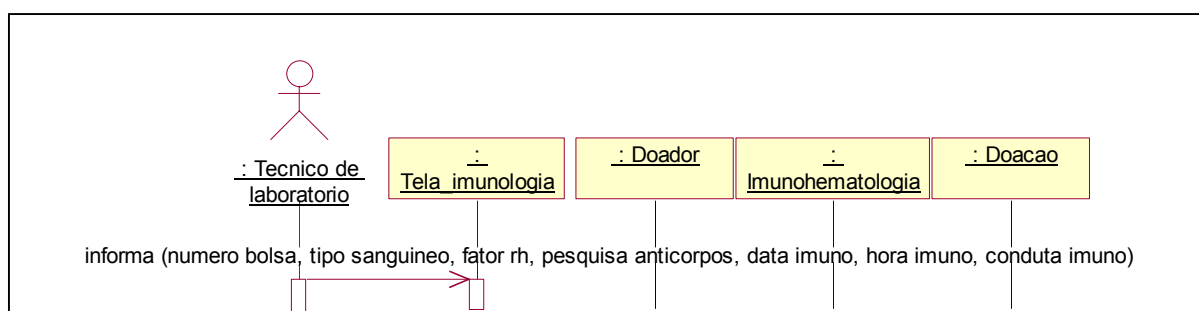 : Tecnico de
laboratorio
:
Tela_imunologia
: Doador
:
Imunohematologia
: Doacao
informa (numero bolsa, tipo sanguineo, fator rh, pesquisa anticorpos, data imuno, hora imuno, conduta imuno)